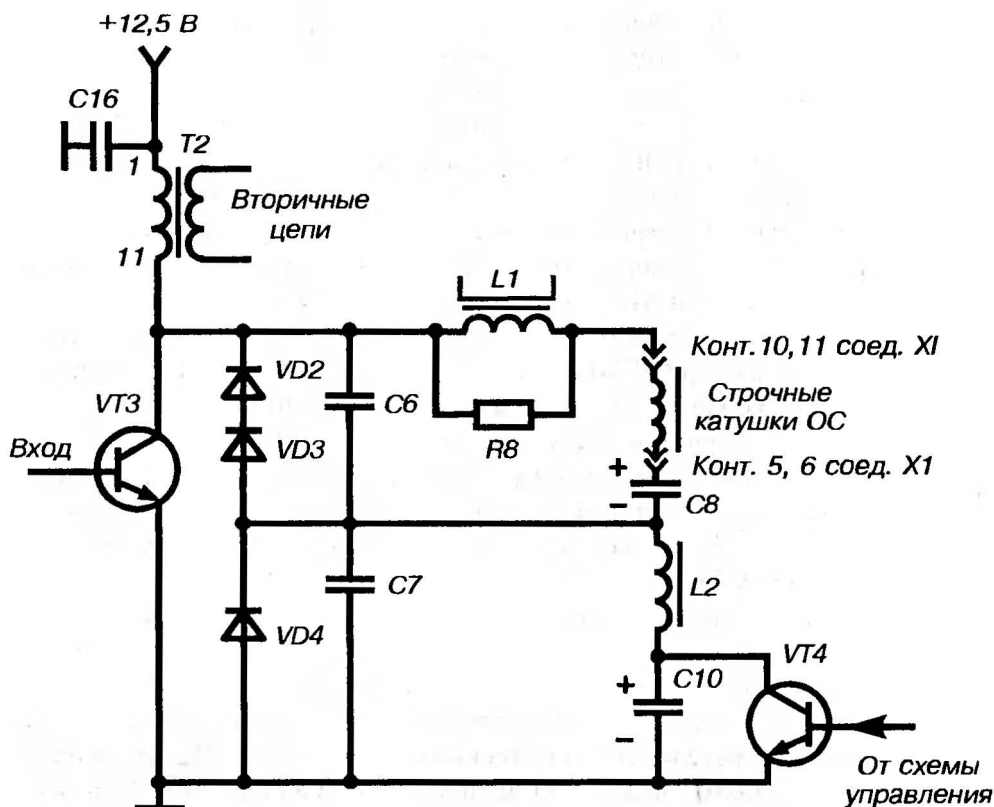 +12,5 В
C16
1
T2
Вторичные
цепи
11
L1
Конт. 10, 11 соед. XI
VD2
Строчные
катушки ОС
C6
VT3
R8
Вход
VD3
Конт. 5, 6 соед. X1
+
C8
−
C7
L2
VD4
VT4
+
C10
−
От схемы
управления